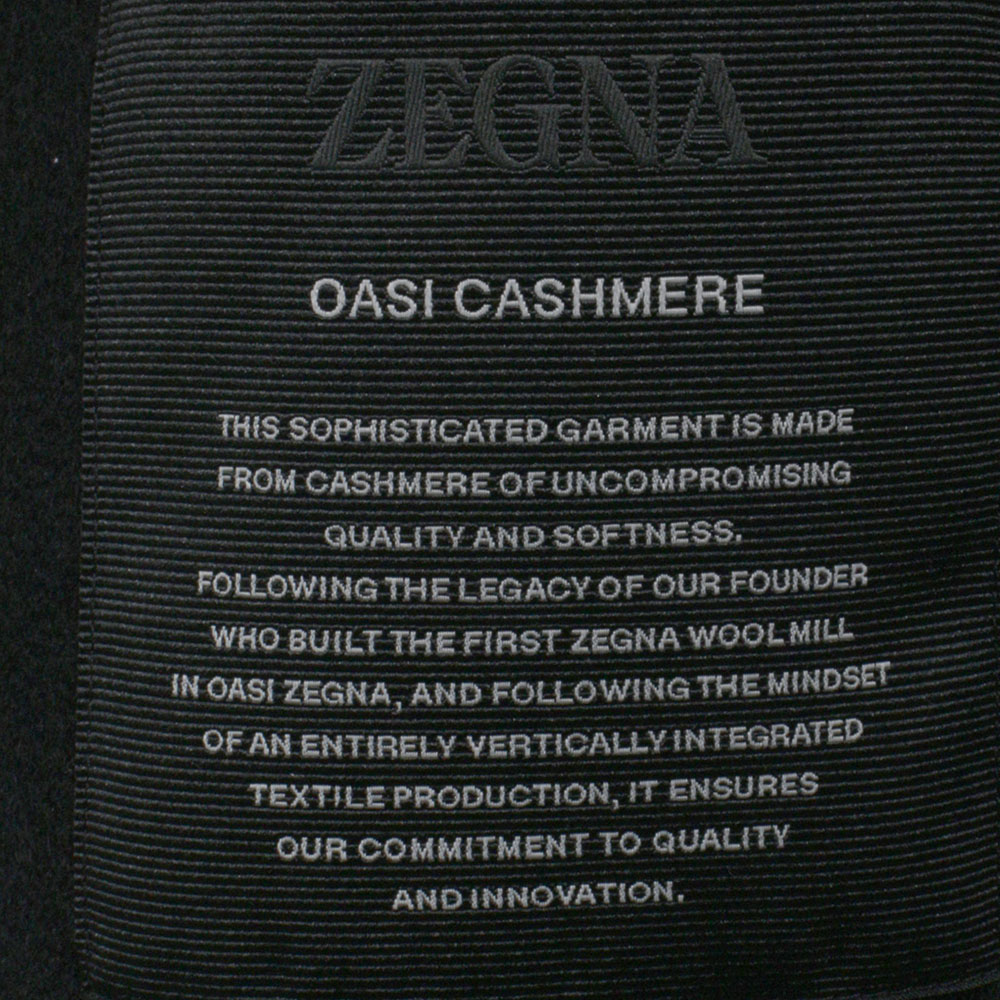 ZEGNA
OASI CASHMERE
THIS SOPHISTICATED GARMENT IS MADE
FROM CASHMERE OF UNCOMPROMISING
QUALITY AND SOFTNESS.
FOLLOWING THE LEGACY OF OUR FOUNDER
WHO BUILT THE FIRST ZEGNA WOOL MILL
IN OASI ZEGNA, AND FOLLOWING THE MINDSET
OF AN ENTIRELY VERTICALLY INTEGRATED
TEXTILE PRODUCTION, IT ENSURES
OUR COMMITMENT TO QUALITY
AND INNOVATION.